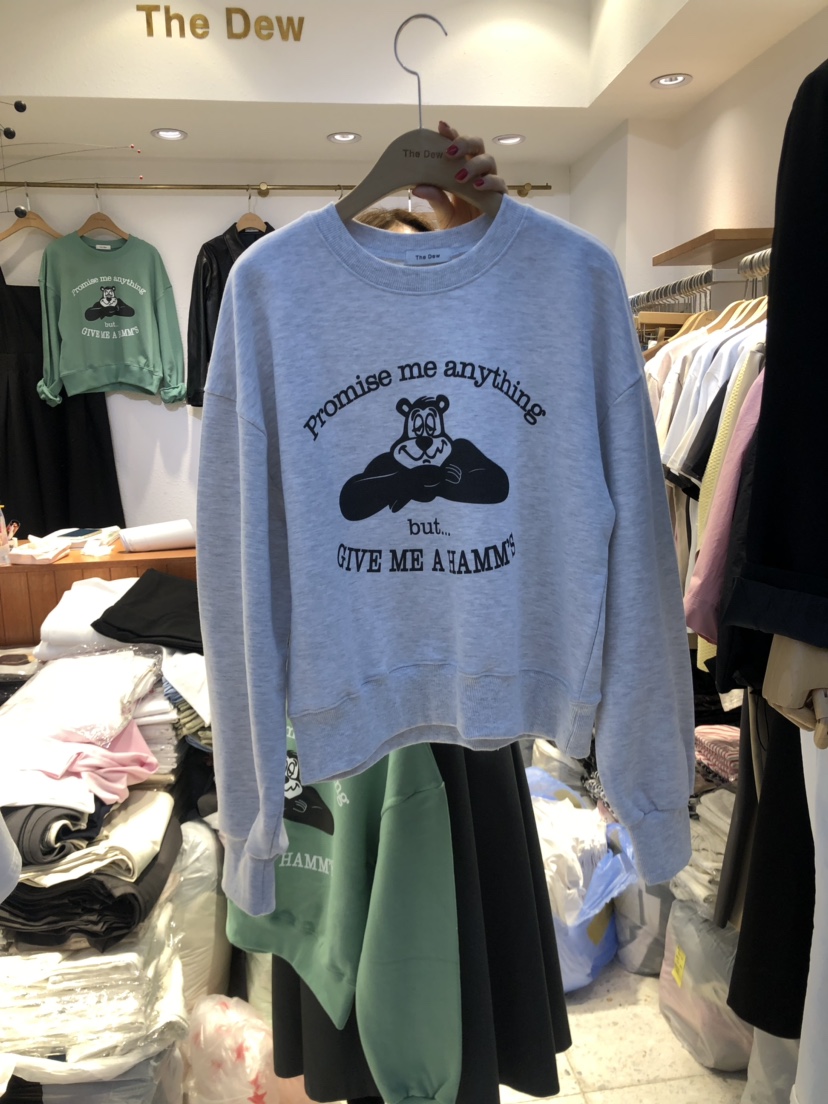 The Dew
The Dew
The Dew
Promise me anything
but...
GIVE ME A HAMM'S
Promise me anything
but...
GIVE ME A HAMM'S
HAMM'S